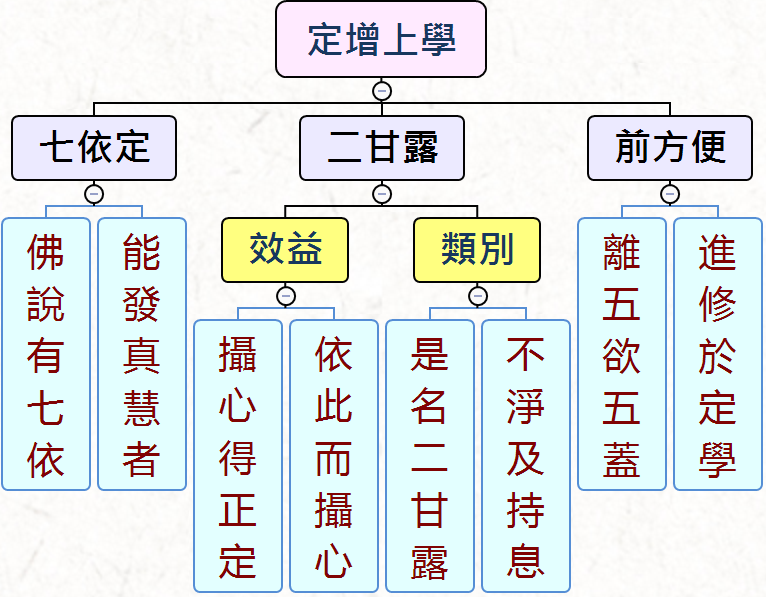 定增上學
前方便
二甘露
七依定
進修於定學
離五欲五蓋
類別
效益
不淨及持息
是名二甘露
依此而攝心
攝心得正定
能發真慧者
佛說有七依